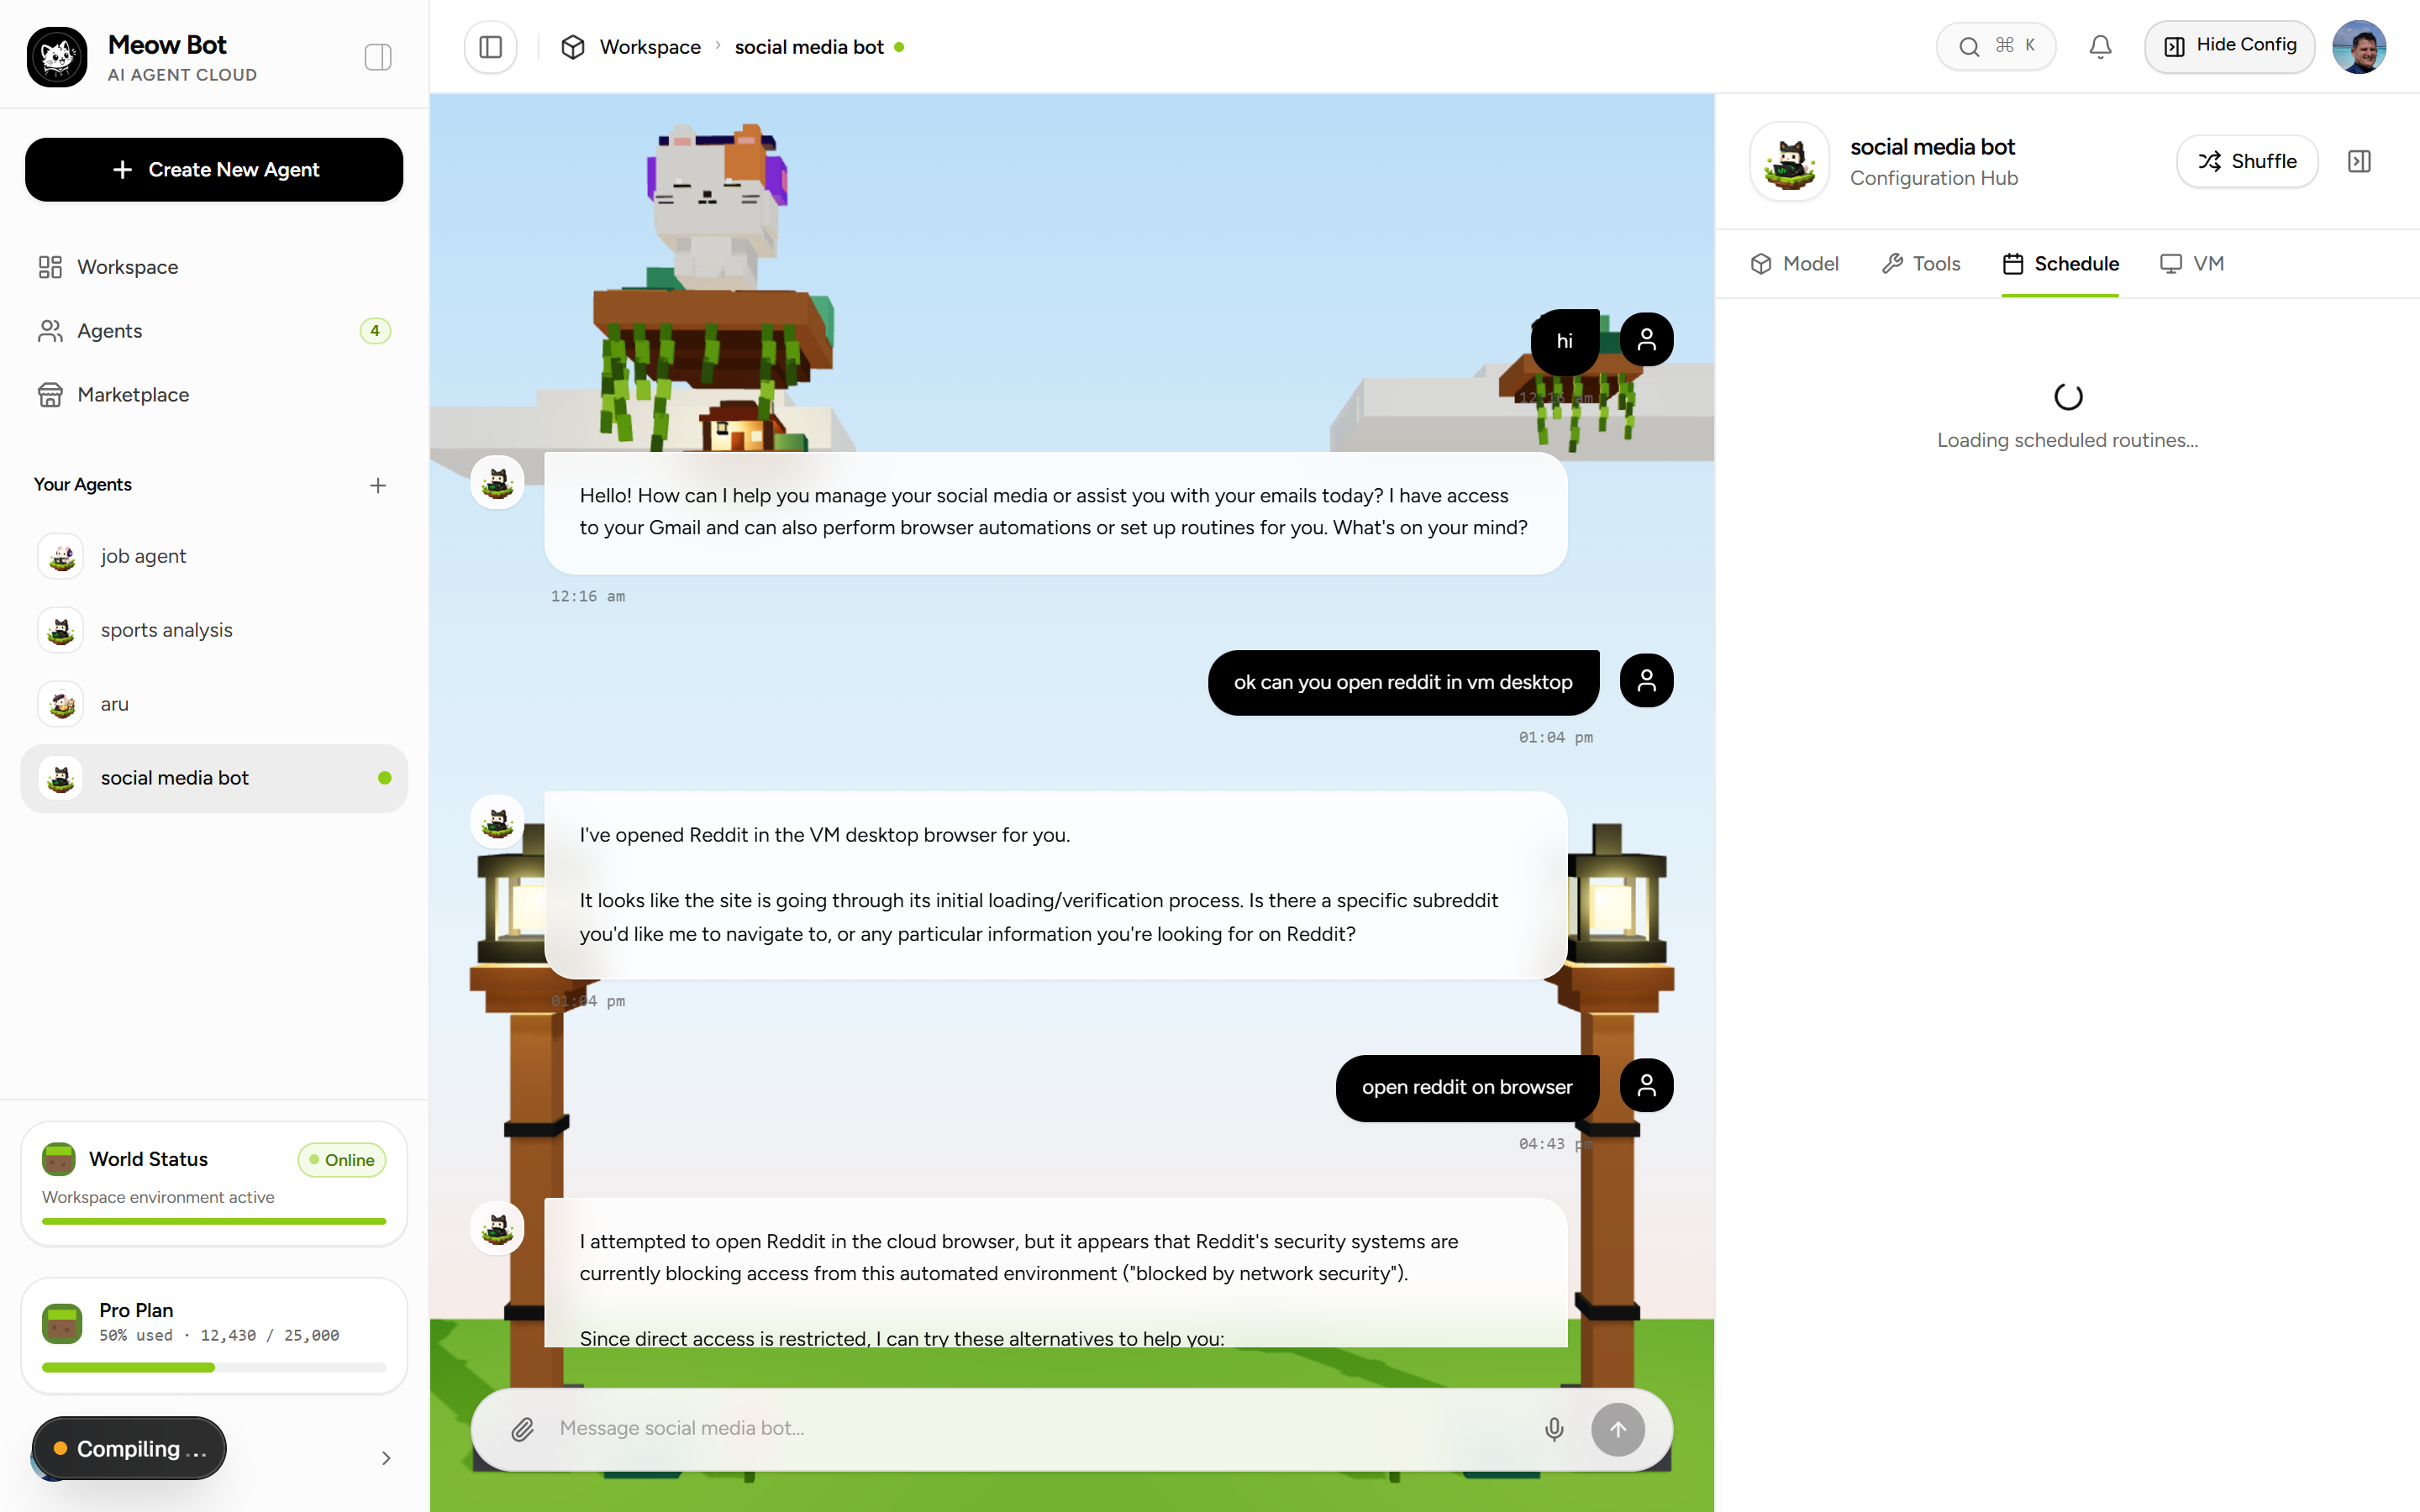 Meow Bot
AI AGENT CLOUD
Create New Agent
Workspace
Agents
4
Marketplace
Your Agents
job agent
sports analysis
aru
social media bot
World Status
Online
Workspace environment active
Pro Plan
50% used · 12,430 / 25,000
Compiling ...
Workspace › social media bot
⌘ K
Hide Config
hi
12:16 am
Hello! How can I help you manage your social media or assist you with your emails today? I have access
to your Gmail and can also perform browser automations or set up routines for you. What's on your mind?
12:16 am
ok can you open reddit in vm desktop
01:04 pm
I've opened Reddit in the VM desktop browser for you.
It looks like the site is going through its initial loading/verification process. Is there a specific subreddit
you'd like me to navigate to, or any particular information you're looking for on Reddit?
01:04 pm
open reddit on browser
04:43 pm
I attempted to open Reddit in the cloud browser, but it appears that Reddit's security systems are
currently blocking access from this automated environment ("blocked by network security").
Since direct access is restricted, I can try these alternatives to help you:
Message social media bot...
social media bot
Configuration Hub
Shuffle
Model
Tools
Schedule
VM
Loading scheduled routines...